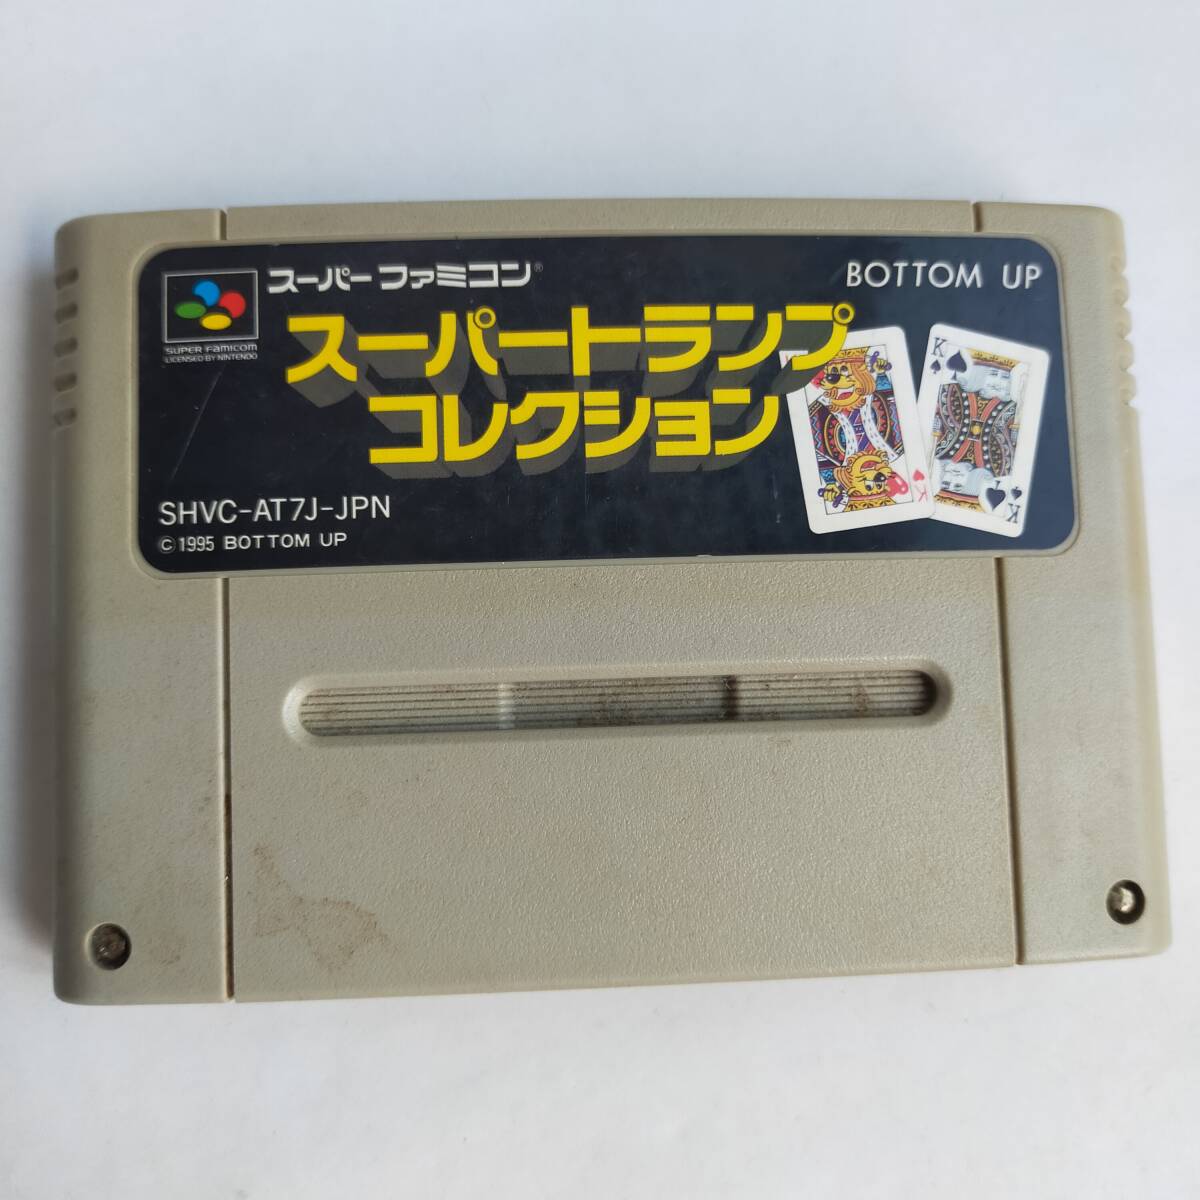 スーパーファミコン®
BOTTOM UP
SUPER FAMICOM
LICENSED BY NINTENDO
スーパートランプ
コレクション
K
K
K
K
SHVC-AT7J-JPN
©1995 BOTTOM UP